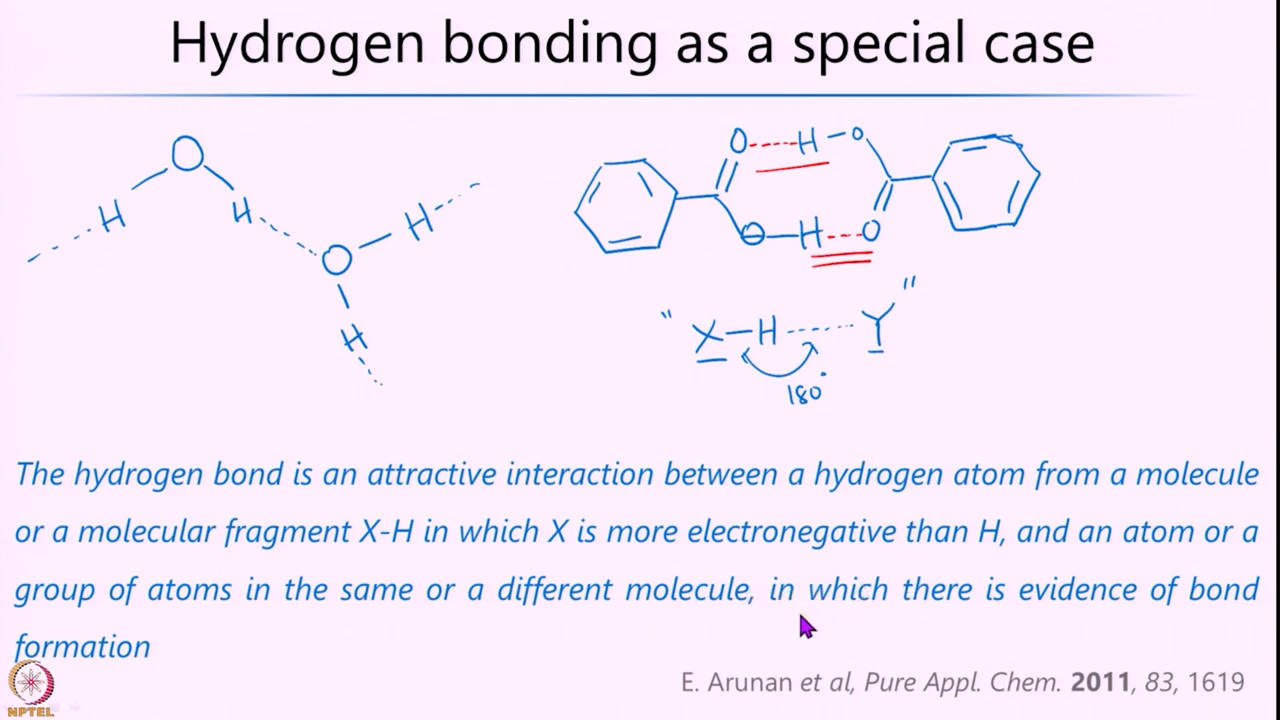 Hydrogen bonding as a special case
O
H
H
O
H
H
O H O
O H O
" X H Y "
180°
The hydrogen bond is an attractive interaction between a hydrogen atom from a molecule
or a molecular fragment X-H in which X is more electronegative than H, and an atom or a
group of atoms in the same or a different molecule, in which there is evidence of bond
formation
E. Arunan et al, Pure Appl. Chem. 2011, 83, 1619
NPTEL